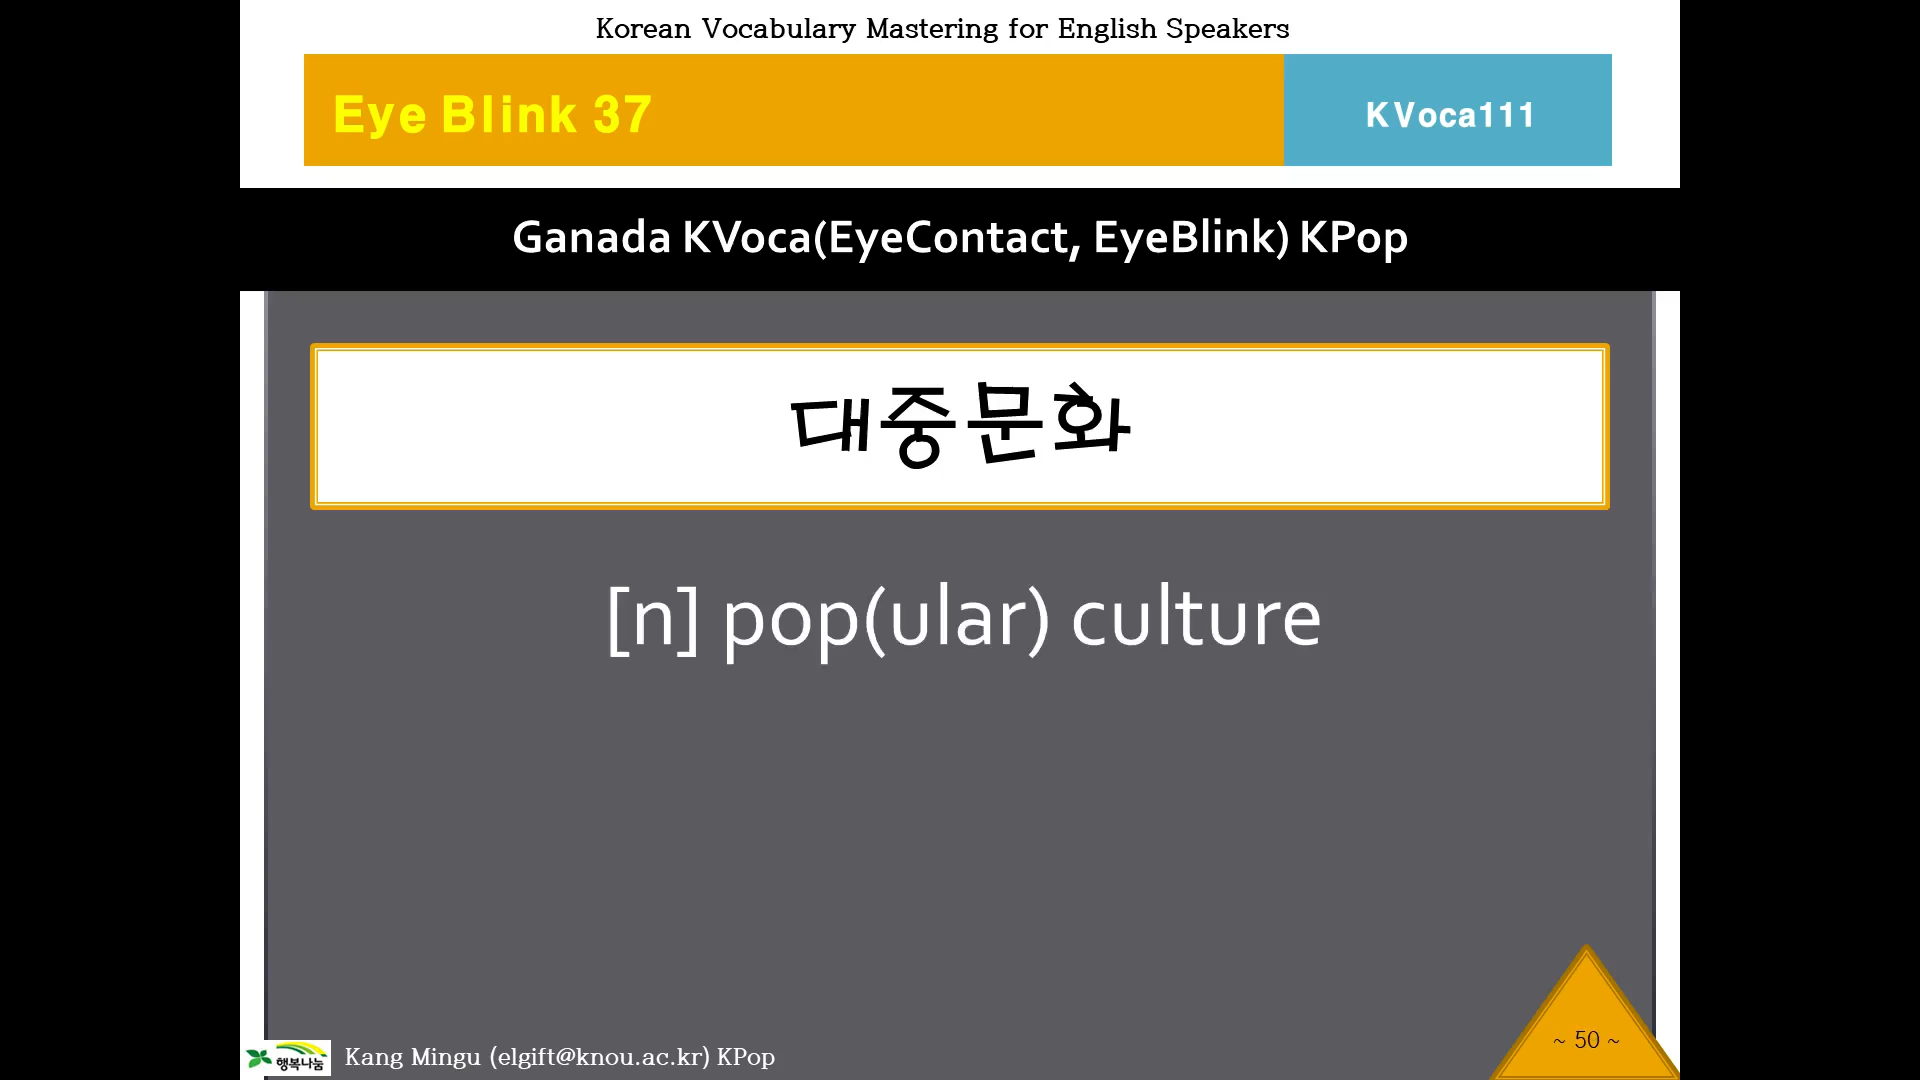 Korean Vocabulary Mastering for English Speakers
Eye Blink 37
KVoca111
Ganada KVoca(EyeContact, EyeBlink) KPop
대중문화
[n] pop(ular) culture
~ 50 ~
행복나눔
Kang Mingu (elgift@knou.ac.kr) KPop